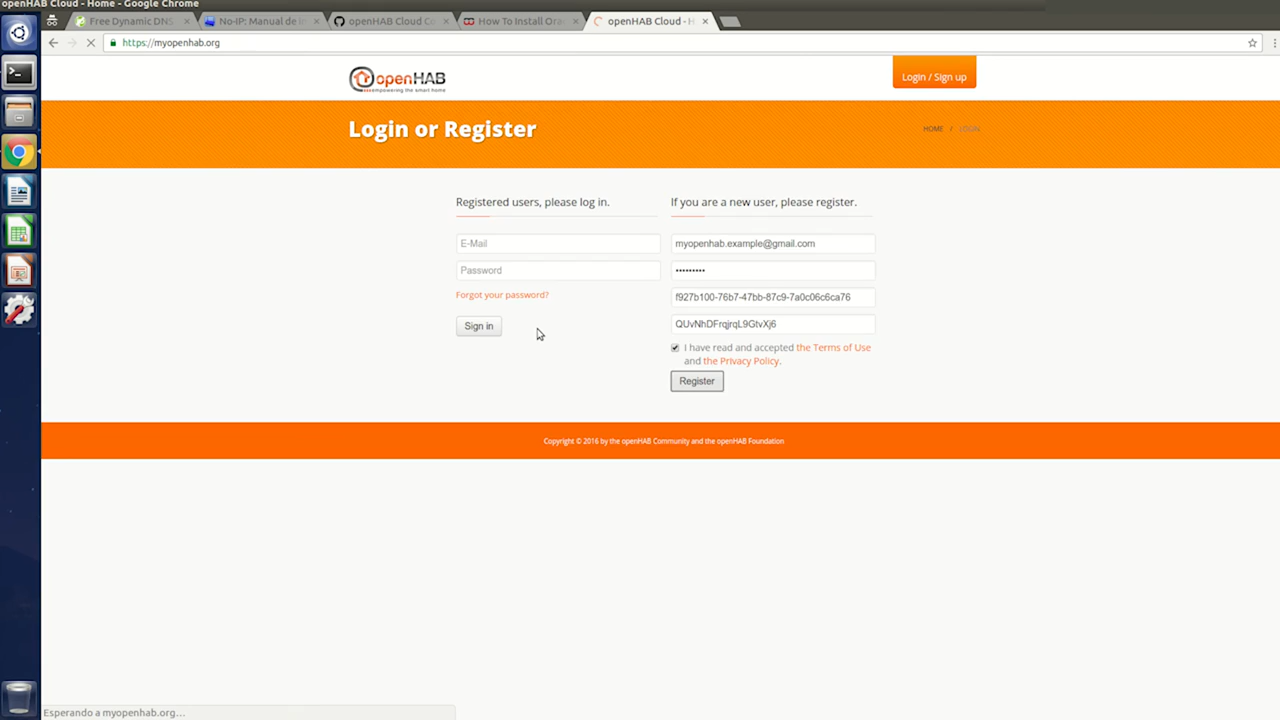 openHAB Cloud - Home - Google Chrome
Free Dynamic DNS
No-IP: Manual de
openHAB Cloud Co
How To Install Ora
openHAB Cloud - H
https://myopenhab.org
openHAB
empowering the smart home
Login / Sign up
Login or Register
HOME / LOGIN
Registered users, please log in.
E-Mail
Password
Forgot your password?
Sign in
If you are a new user, please register.
myopenhab.example@gmail.com
•••••••••
f927b100-76b7-47bb-87c9-7a0c06c6ca76
QUvNhDFrqjrqL9GtvXj6
I have read and accepted the Terms of Use
and the Privacy Policy.
Register
Copyright © 2016 by the openHAB Community and the openHAB Foundation
Esperando a myopenhab.org...